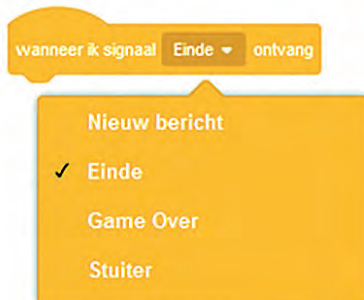 wanneer ik signaal Einde ontvang
Nieuw bericht
✓ Einde
Game Over
Stuiter